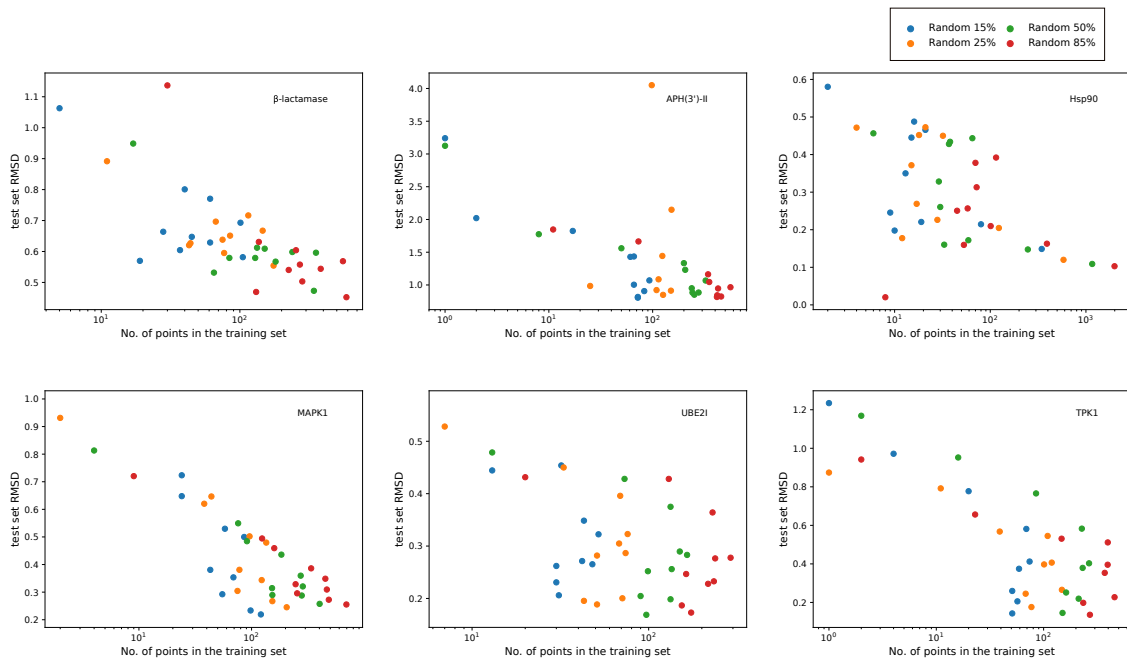 Random 15%
Random 50%
Random 25%
Random 85%
β-lactamase
APH(3')-II
Hsp90
test set RMSD
1.1
1.0
0.9
0.8
0.7
0.6
0.5
10¹
10²
No. of points in the training set
test set RMSD
4.0
3.5
3.0
2.5
2.0
1.5
1.0
10⁰
10¹
10²
No. of points in the training set
test set RMSD
0.6
0.5
0.4
0.3
0.2
0.1
0.0
10¹
10²
10³
No. of points in the training set
MAPK1
UBE2I
TPK1
test set RMSD
1.0
0.9
0.8
0.7
0.6
0.5
0.4
0.3
0.2
10¹
10²
No. of points in the training set
test set RMSD
0.5
0.4
0.3
0.2
10¹
10²
No. of points in the training set
test set RMSD
1.2
1.0
0.8
0.6
0.4
0.2
10⁰
10¹
10²
No. of points in the training set